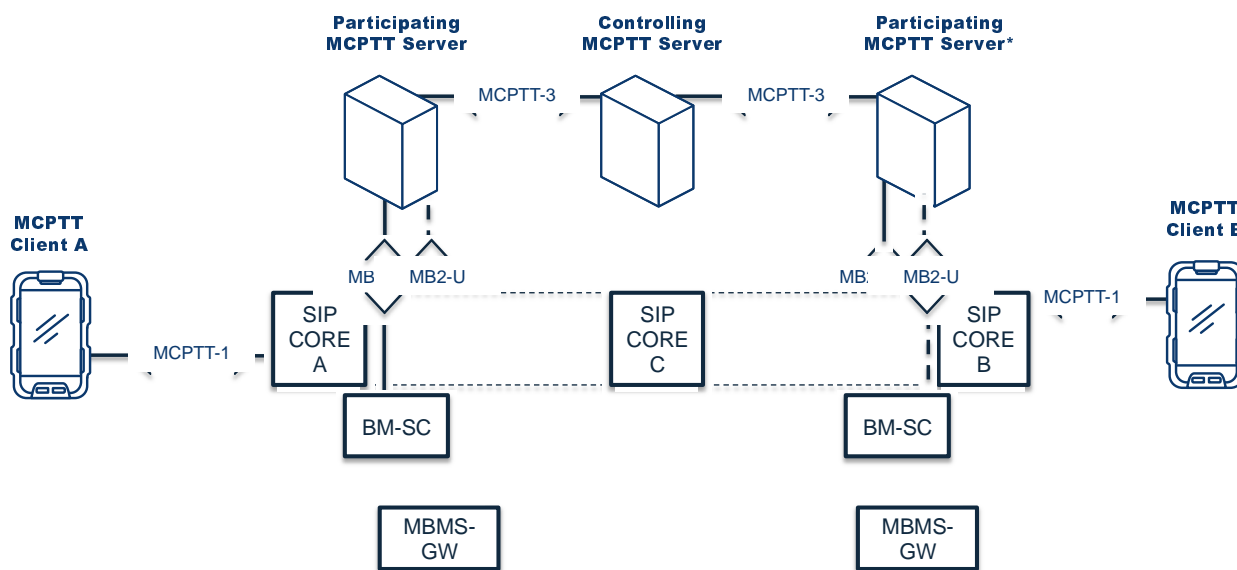 Participating
MCPTT Server
Controlling
MCPTT Server
Participating
MCPTT Server*
MCPTT-3
MCPTT-3
MCPTT
Client A
MCPTT
Client
MB
MB2-U
MB2-U
MCPTT-1
SIP
CORE
A
SIP
CORE
C
SIP
CORE
B
MCPTT-1
BM-SC
BM-SC
MBMS-
GW
MBMS-
GW